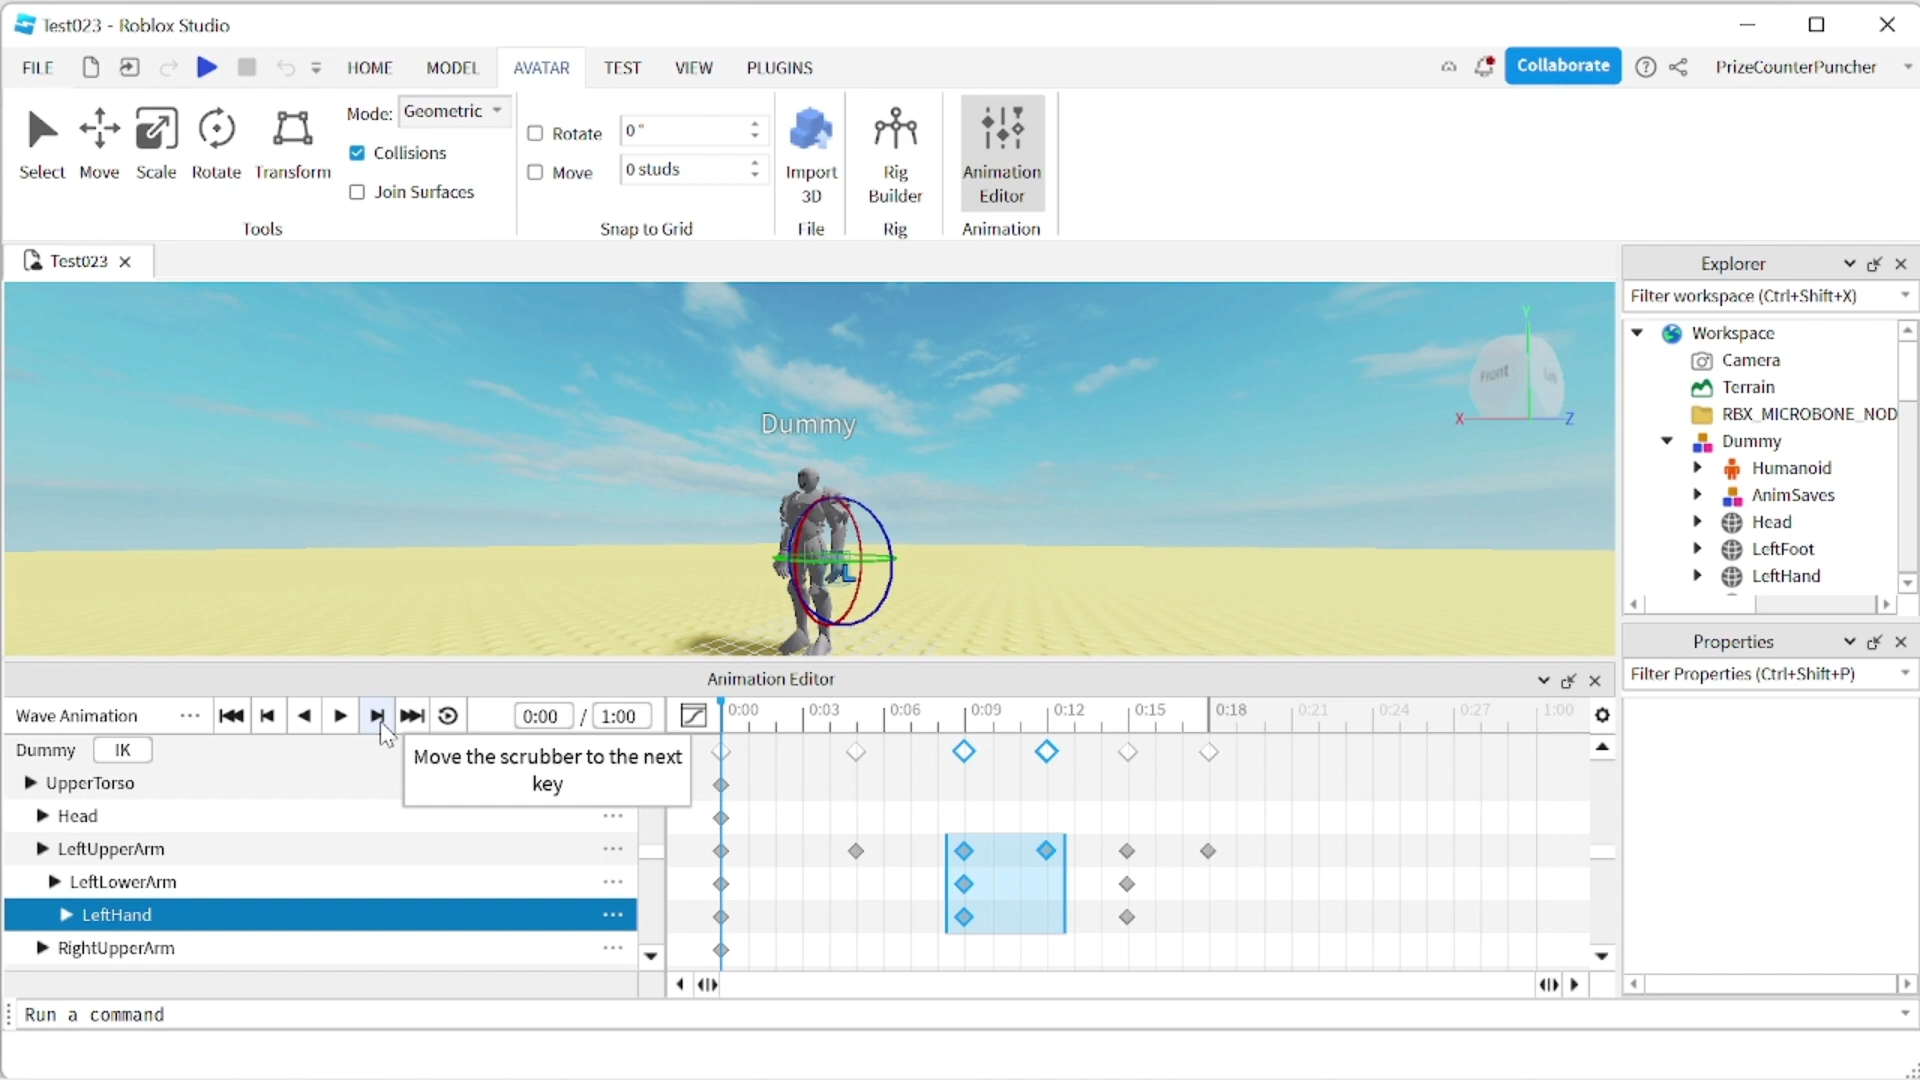 Test023 - Roblox Studio
FILE HOME MODEL AVATAR TEST VIEW PLUGINS Collaborate PrizeCounterPuncher
Mode: Geometric
Rotate 0 °
Collisions
Move 0 studs
Join Surfaces
Select Move Scale Rotate Transform
Import 3D
Rig Builder
Animation Editor
Tools Snap to Grid File Rig Animation
Test023
Explorer
Filter workspace (Ctrl+Shift+X)
Workspace
Camera
Terrain
RBX_MICROBONE_NOD
Dummy
Humanoid
AnimSaves
Head
LeftFoot
LeftHand
Y
Front
X Z
Dummy
L
Properties
Filter Properties (Ctrl+Shift+P)
Animation Editor
Wave Animation 0:00 / 1:00
0:00 0:03 0:06 0:09 0:12 0:15 0:18 0:21 0:24 0:27 1:00
Dummy IK
Move the scrubber to the next
key
UpperTorso
Head
LeftUpperArm
LeftLowerArm
LeftHand
RightUpperArm
Run a command